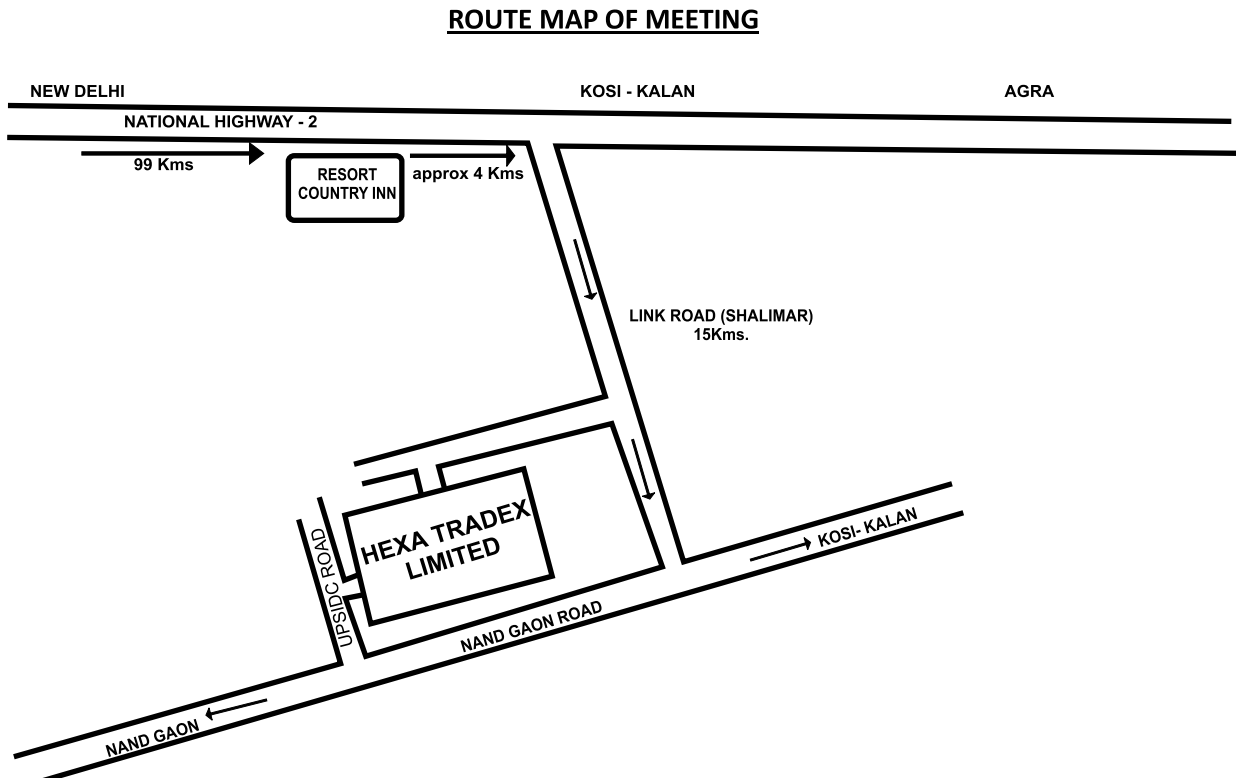 ROUTE MAP OF MEETING
NEW DELHI
KOSI - KALAN
AGRA
NATIONAL HIGHWAY - 2
99 Kms
RESORT
COUNTRY INN
approx 4 Kms
LINK ROAD (SHALIMAR)
15Kms.
HEXA TRADEX
LIMITED
UPSIDC ROAD
KOSI- KALAN
NAND GAON ROAD
NAND GAON